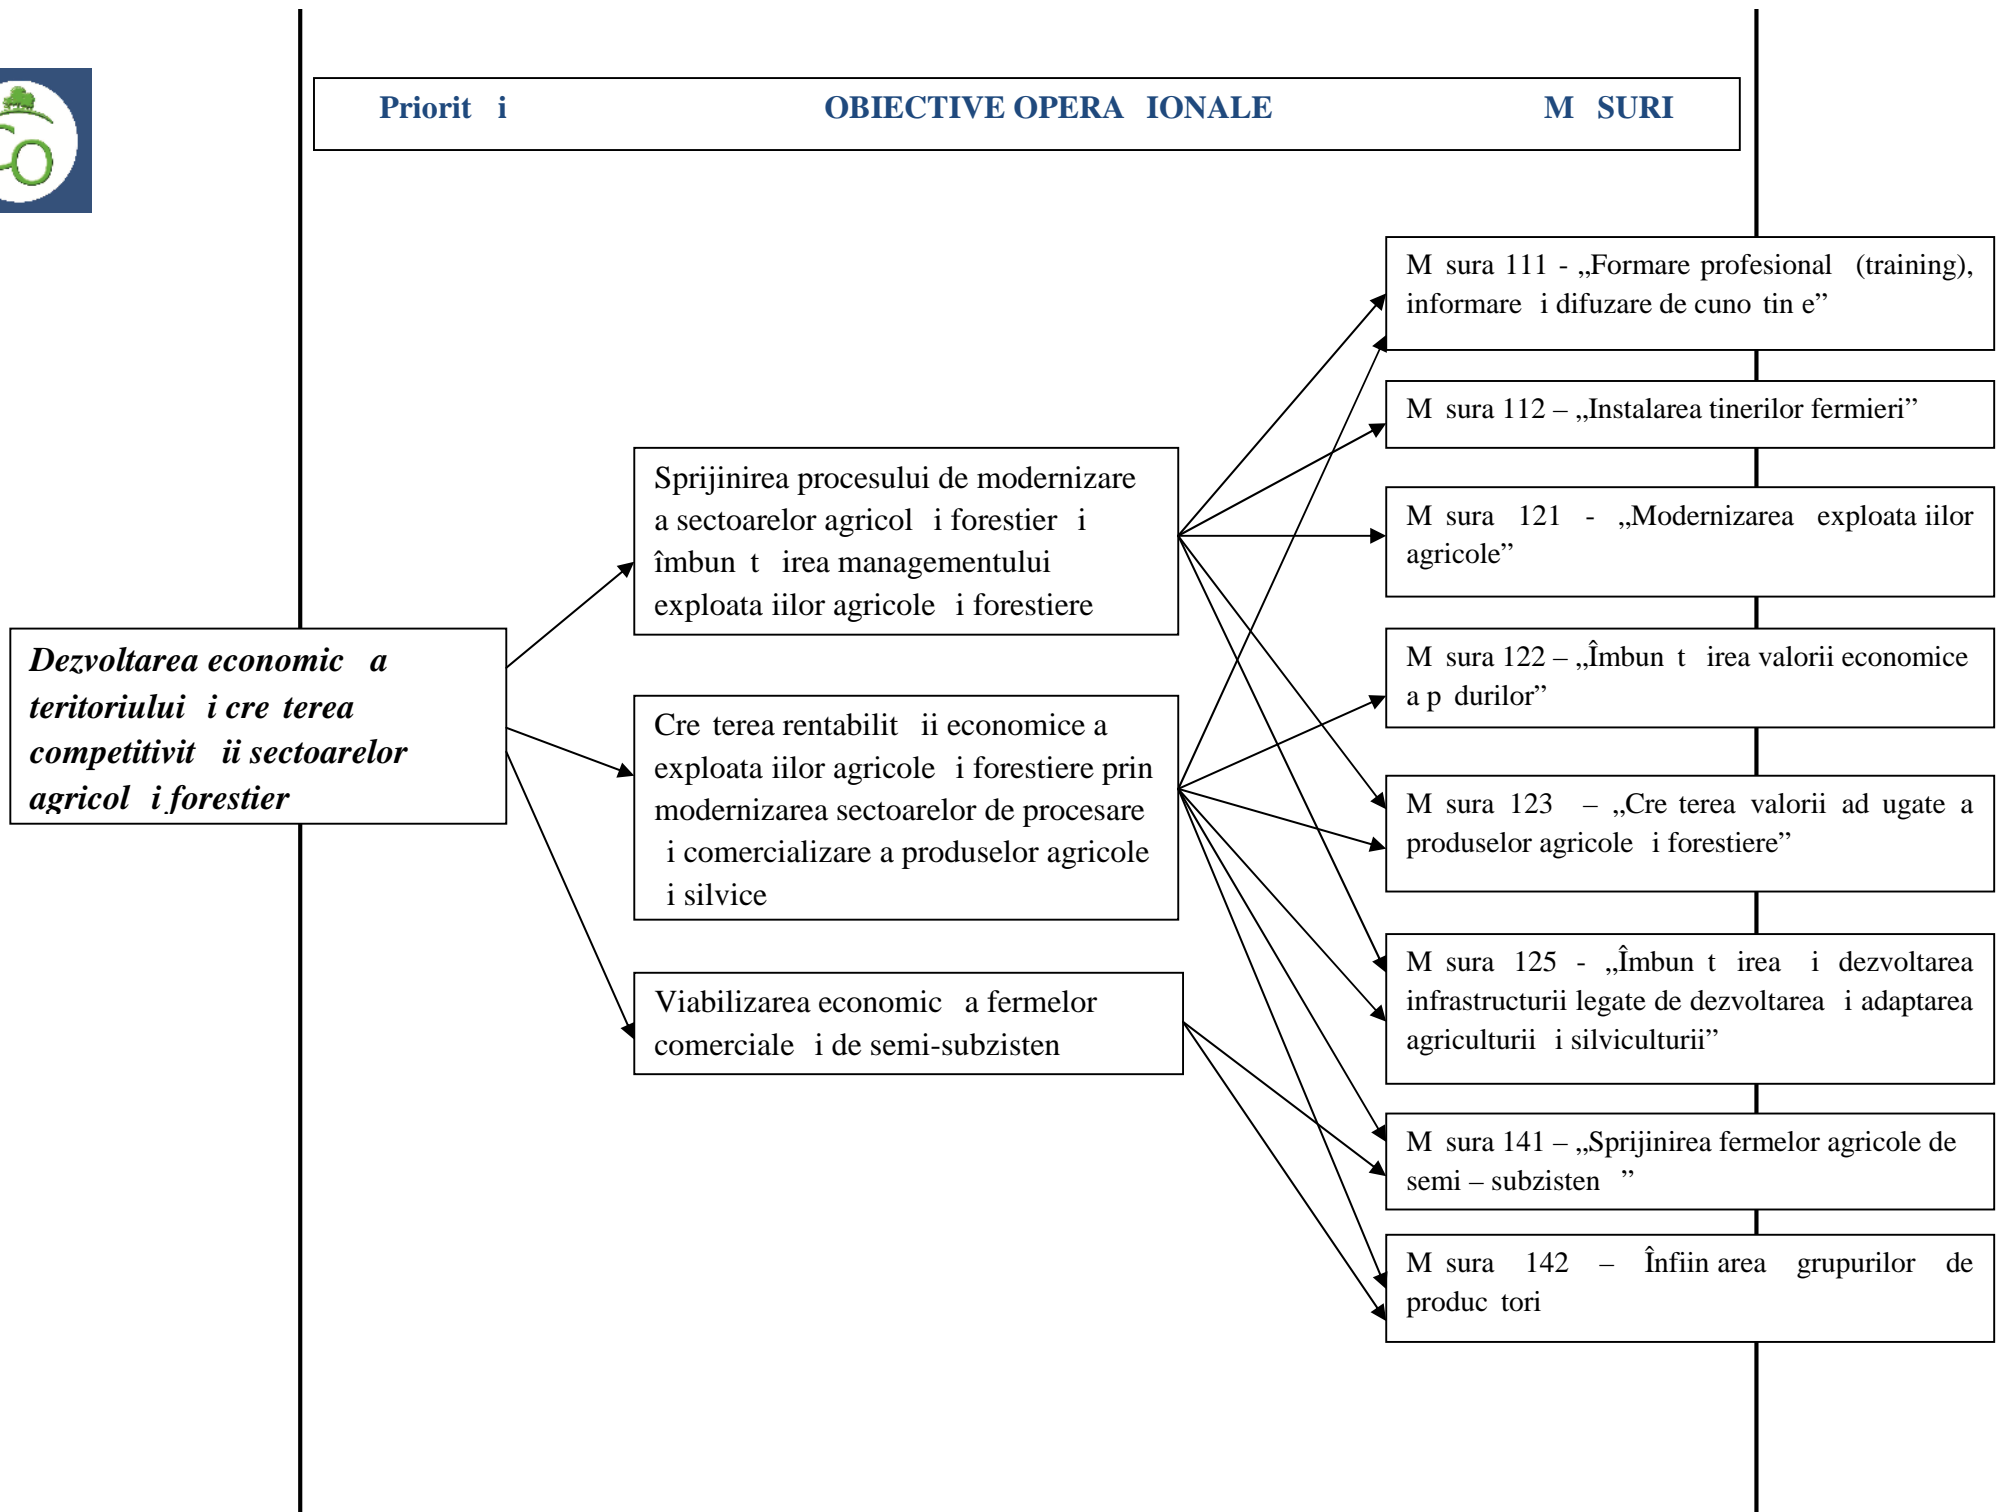 Priorit i OBIECTIVE OPERA IONALE M SURI
M sura 111 - „Formare profesional (training),
informare i difuzare de cuno tin e”
M sura 112 – „Instalarea tinerilor fermieri”
Sprijinirea procesului de modernizare
a sectoarelor agricol i forestier i
îmbun t irea managementului
exploata iilor agricole i forestiere
M sura 121 - „Modernizarea exploata iilor
agricole”
Dezvoltarea economic a
teritoriului i cre terea
competitivit ii sectoarelor
agricol i forestier
M sura 122 – „Îmbun t irea valorii economice
a p durilor”
Cre terea rentabilit ii economice a
exploata iilor agricole i forestiere prin
modernizarea sectoarelor de procesare
i comercializare a produselor agricole
i silvice
M sura 123 – „Cre terea valorii ad ugate a
produselor agricole i forestiere”
M sura 125 - „Îmbun t irea i dezvoltarea
infrastructurii legate de dezvoltarea i adaptarea
agriculturii i silviculturii”
Viabilizarea economic a fermelor
comerciale i de semi-subzisten
M sura 141 – „Sprijinirea fermelor agricole de
semi – subzisten ”
M sura 142 – Înfiin area grupurilor de
produc tori